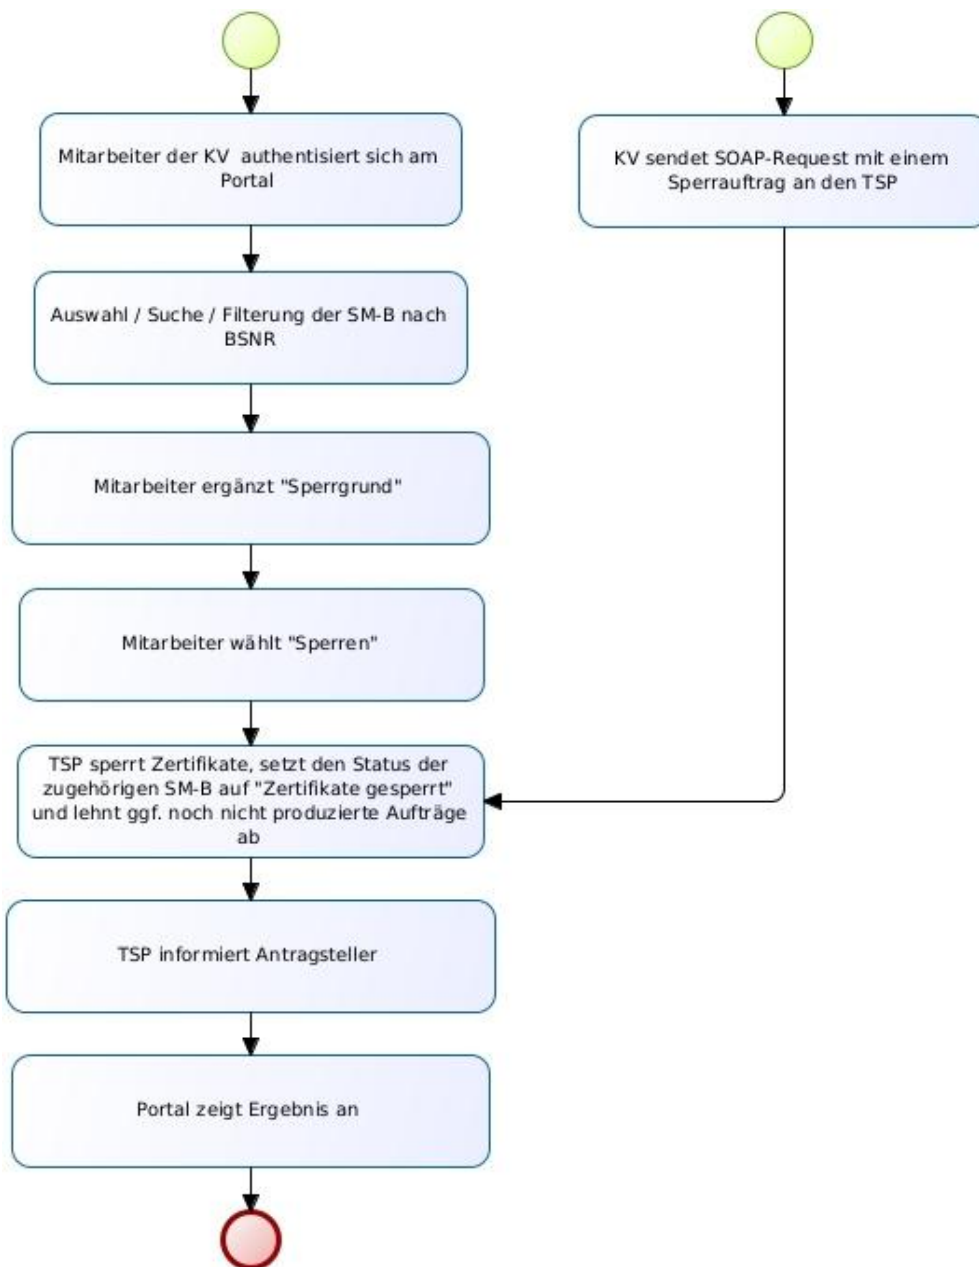 Mitarbeiter der KV  authentisiert sich am
Portal
KV sendet SOAP-Request mit einem
Sperrauftrag an den TSP
Auswahl / Suche / Filterung der SM-B nach
BSNR
Mitarbeiter ergänzt "Sperrgrund"
Mitarbeiter wählt "Sperren"
TSP sperrt Zertifikate, setzt den Status der
zugehörigen SM-B auf "Zertifikate gesperrt"
und lehnt ggf. noch nicht produzierte Aufträge
ab
TSP informiert Antragsteller
Portal zeigt Ergebnis an